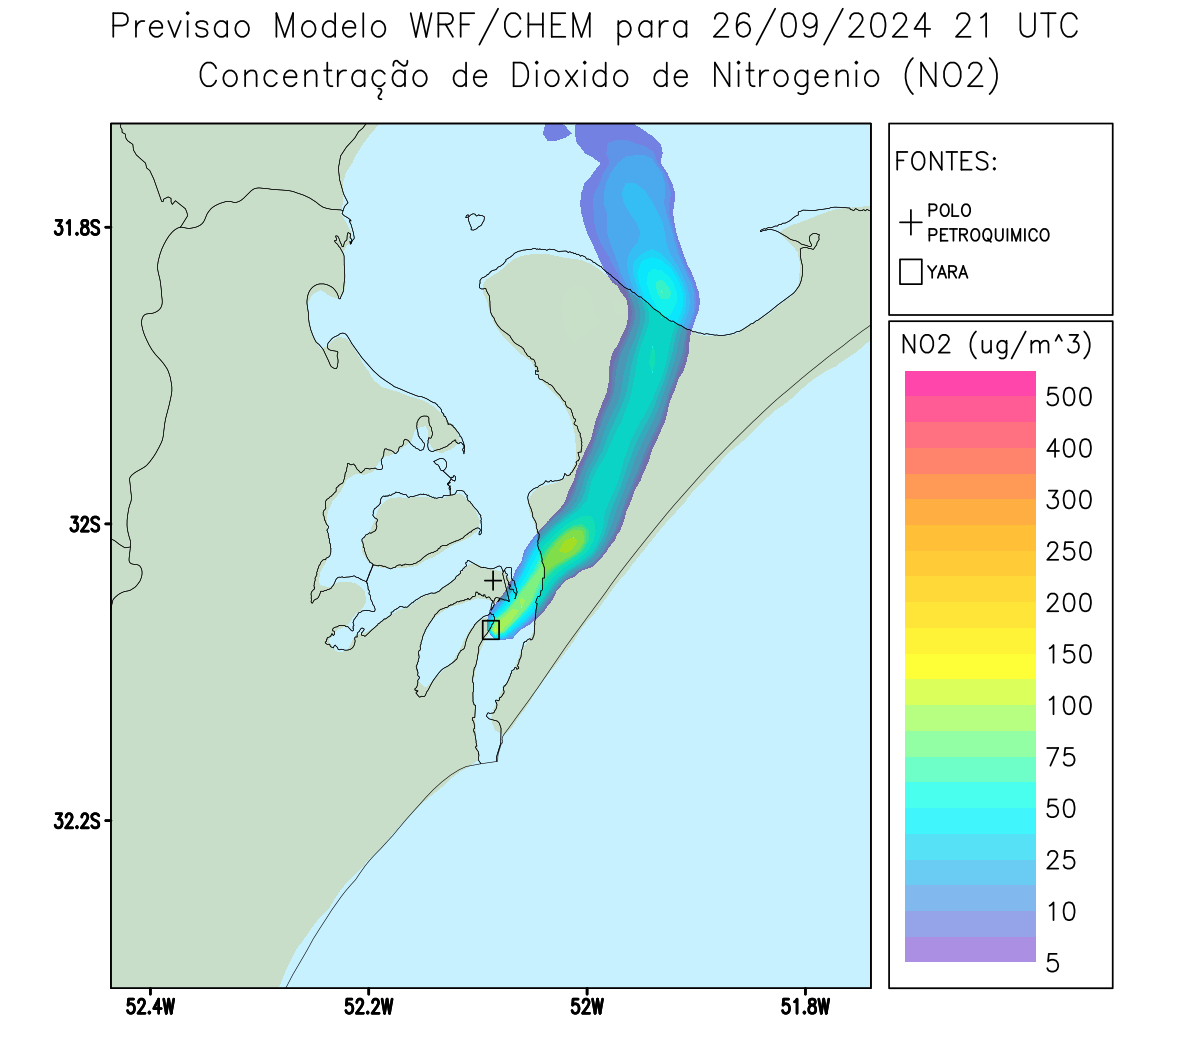 Previsao Modelo WRF/CHEM para 26/09/2024 21 UTC
Concentração de Dioxido de Nitrogenio (NO2)
FONTES:
POLO
PETROQUIMICO
YARA
NO2 (ug/m^3)
500
400
300
250
200
150
100
75
50
25
10
5
31.8S
32S
32.2S
52.4W
52.2W
52W
51.8W